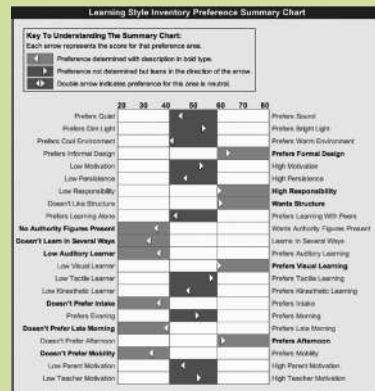 Learning Style Inventory Preference Summary Chart
Key To Understanding The Summary Chart:
Each arrow represents the score for that preference area.
Preference determined with description in bold type.
Preference not determined but leans in the direction of the arrow.
Double arrow indicates preference for this area is neutral.
20 30 40 60 70 80
Prefers Quiet Prefers Sound
Prefers Dim Light Prefers Bright Light
Prefers Cool Environment Prefers Warm Environment
Prefers Informal Design Prefers Formal Design
Low Motivation High Motivation
Low Persistence High Persistence
Low Responsibility High Responsibility
Doesn't Like Structure Wants Structure
Prefers Learning Alone Prefers Learning With Peers
No Authority Figures Present Wants Authority Figures Present
Doesn't Learn in Several Ways Learns in Several Ways
Low Auditory Learner Prefers Auditory Learning
Low Visual Learner Prefers Visual Learning
Low Tactile Learner Prefers Tactile Learning
Low Kinesthetic Learner Prefers Kinesthetic Learning
Doesn't Prefer Intake Prefers Intake
Prefers Evening Prefers Morning
Doesn't Prefer Late Morning Prefers Late Morning
Doesn't Prefer Afternoon Prefers Afternoon
Doesn't Prefer Mobility Prefers Mobility
Low Parent Motivation High Parent Motivation
Low Teacher Motivation High Teacher Motivation